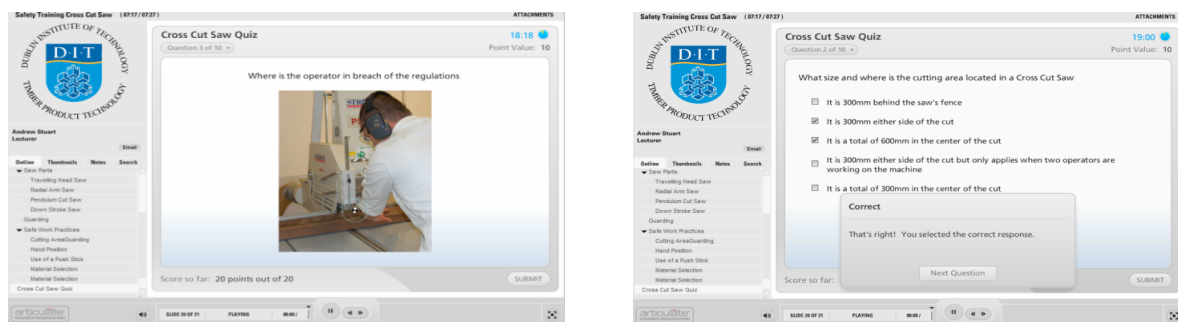 Safety Training Cross Cut Saw ( 07:17 / 07:27 )
ATTACHMENTS
DUBLIN INSTITUTE OF TECHNOLOGY
D·I·T
TIMBER PRODUCT TECHNOLOGY
Andrew Stuart
Lecturer
Email
Outline Thumbnails Notes Search
Saw Parts
Travelling Head Saw
Radial Arm Saw
Pendulum Cut Saw
Down Stroke Saw
Guarding
Safe Work Practices
Cutting AreaGuarding
Hand Position
Use of a Push Stick
Material Selection
Material Selection
Cross Cut Saw Quiz
Cross Cut Saw Quiz
18:18
Question 3 of 10
Point Value: 10
Where is the operator in breach of the regulations
Score so far: 20 points out of 20
SUBMIT
articulate
SLIDE 20 OF 21
PLAYING
00:00 /
Safety Training Cross Cut Saw ( 07:17 / 07:27 )
ATTACHMENTS
DUBLIN INSTITUTE OF TECHNOLOGY
D·I·T
TIMBER PRODUCT TECHNOLOGY
Andrew Stuart
Lecturer
Email
Outline Thumbnails Notes Search
Saw Parts
Travelling Head Saw
Radial Arm Saw
Pendulum Cut Saw
Down Stroke Saw
Guarding
Safe Work Practices
Cutting AreaGuarding
Hand Position
Use of a Push Stick
Material Selection
Material Selection
Cross Cut Saw Quiz
Cross Cut Saw Quiz
19:00
Question 2 of 10
Point Value: 10
What size and where is the cutting area located in a Cross Cut Saw
It is 300mm behind the saw's fence
It is 300mm either side of the cut
It is a total of 600mm in the center of the cut
It is 300mm either side of the cut but only applies when two operators are
working on the machine
It is a total of 300mm in the center of the cut
Correct
That's right! You selected the correct response.
Next Question
Score so far:
SUBMIT
articulate
SLIDE 20 OF 21
PLAYING
00:00 /